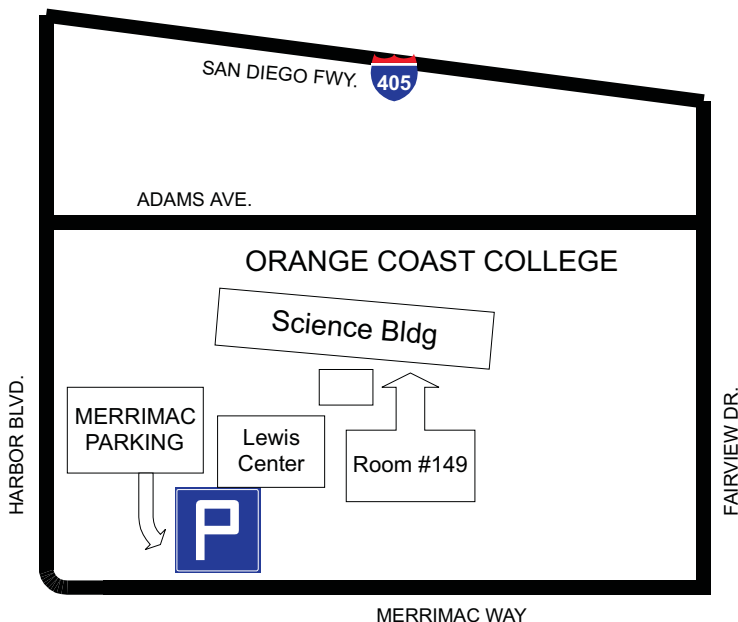 SAN DIEGO FWY.
405
ADAMS AVE.
ORANGE COAST COLLEGE
Science Bldg
HARBOR BLVD.
MERRIMAC
PARKING
Lewis
Center
Room #149
FAIRVIEW DR.
P
MERRIMAC WAY